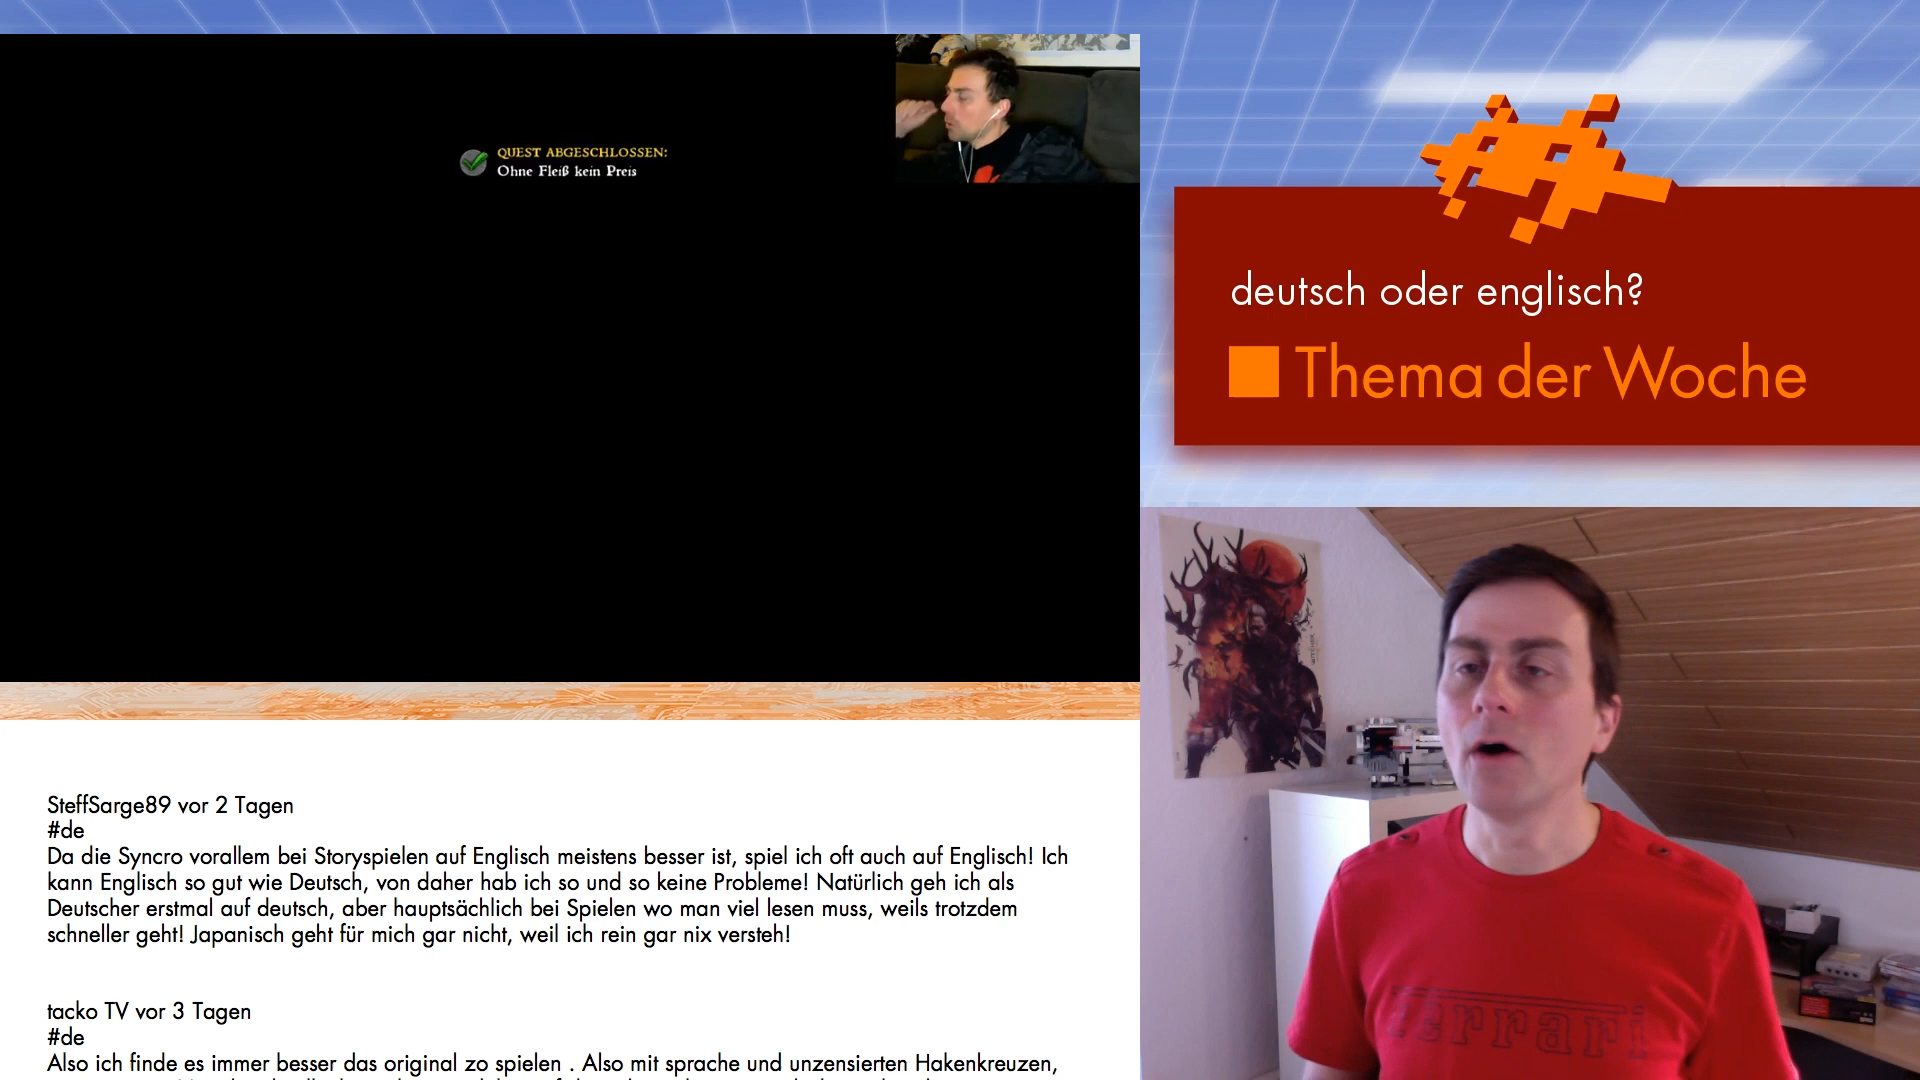 QUEST ABGESCHLOSSEN:
Ohne Fleiß kein Preis
deutsch oder englisch?
Thema der Woche
SteffSarge89 vor 2 Tagen
#de
Da die Syncro vorallem bei Storyspielen auf Englisch meistens besser ist, spiel ich oft auch auf Englisch! Ich
kann Englisch so gut wie Deutsch, von daher hab ich so und so keine Probleme! Natürlich geh ich als
Deutscher erstmal auf deutsch, aber hauptsächlich bei Spielen wo man viel lesen muss, weils trotzdem
schneller geht! Japanisch geht für mich gar nicht, weil ich rein gar nix versteh!
tacko TV vor 3 Tagen
#de
Also ich finde es immer besser das original zo spielen . Also mit sprache und unzensierten Hakenkreuzen,
ferrari